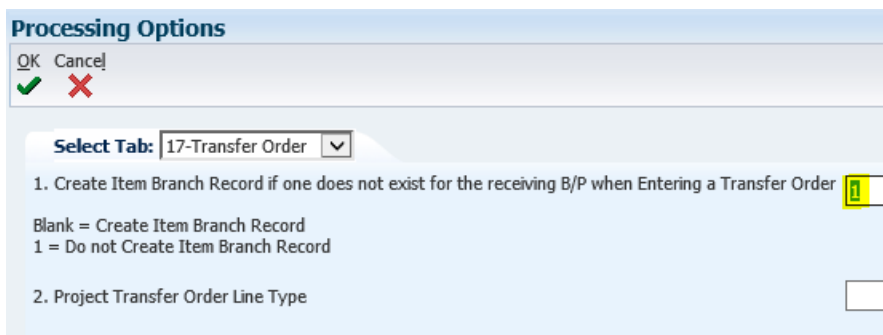 Processing Options
OK Cancel
Select Tab: 17-Transfer Order
1. Create Item Branch Record if one does not exist for the receiving B/P when Entering a Transfer Order 1
Blank = Create Item Branch Record
1 = Do not Create Item Branch Record
2. Project Transfer Order Line Type